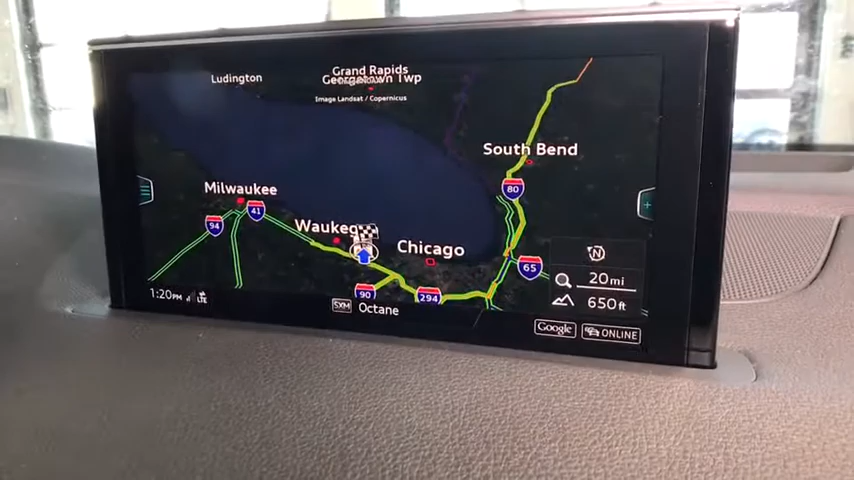 Grand Rapids
Ludington
Georgetown Twp
Image Landsat / Copernicus
South Bend
80
Milwaukee
94
41
Waukeg
Chicago
65
N
20mi
90
294
650ft
1:20PM
LTE
SXM
Octane
Google
ONLINE